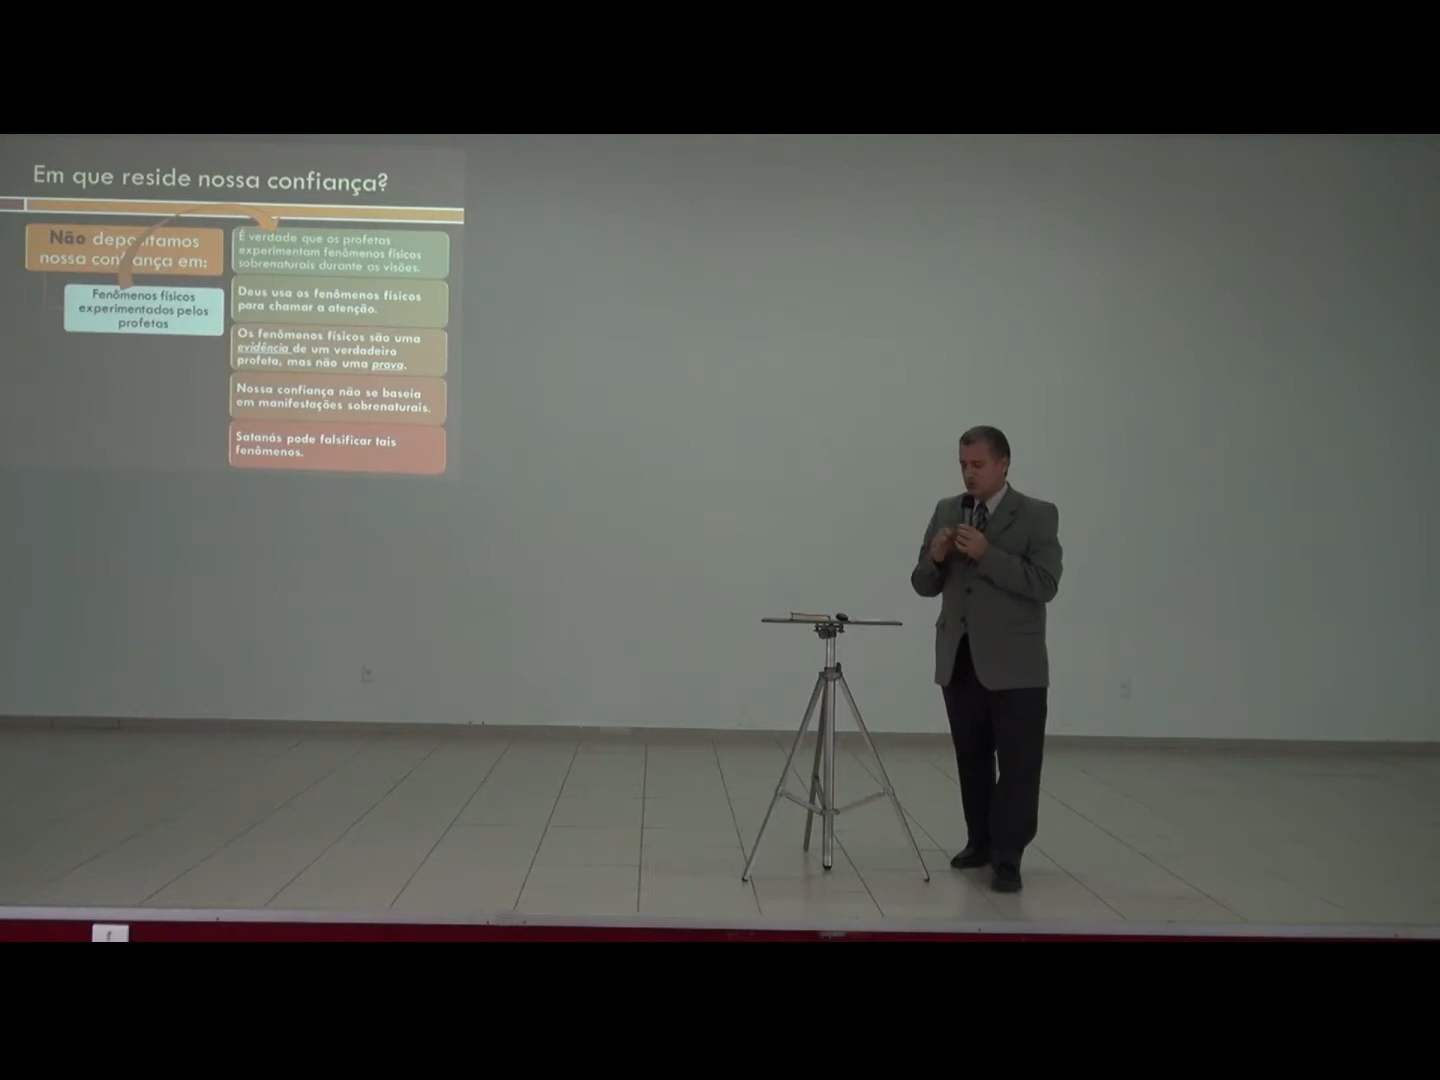 Em que reside nossa confiança?
Não depositamos
nossa confiança em:
Fenômenos físicos
experimentados pelos
profetas
É verdade que os profetas
experimentam fenômenos físicos
sobrenaturais durante as visões.
Deus usa os fenômenos físicos
para chamar a atenção.
Os fenômenos físicos são uma
evidência de um verdadeiro
profeta, mas não uma prova.
Nossa confiança não se baseia
em manifestações sobrenaturais.
Satanás pode falsificar tais
fenômenos.